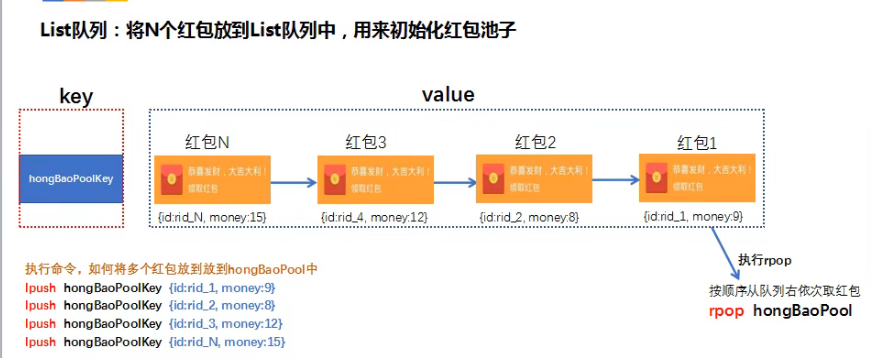 List队列：将N个红包放到List队列中，用来初始化红包池子
key
value
红包N
红包3
红包2
红包1
hongBaoPoolKey
恭喜发财，大吉大利！
领取红包
恭喜发财，大吉大利！
领取红包
恭喜发财，大吉大利！
领取红包
恭喜发财，大吉大利！
领取红包
{id:rid_N, money:15}
{id:rid_4, money:12}
{id:rid_2, money:8}
{id:rid_1, money:9}
执行rpop
执行命令，如何将多个红包放到放到hongBaoPool中
lpush hongBaoPoolKey {id:rid_1, money:9}
lpush hongBaoPoolKey {id:rid_2, money:8}
lpush hongBaoPoolKey {id:rid_3, money:12}
lpush hongBaoPoolKey {id:rid_N, money:15}
按顺序从队列右依次取红包
rpop hongBaoPool